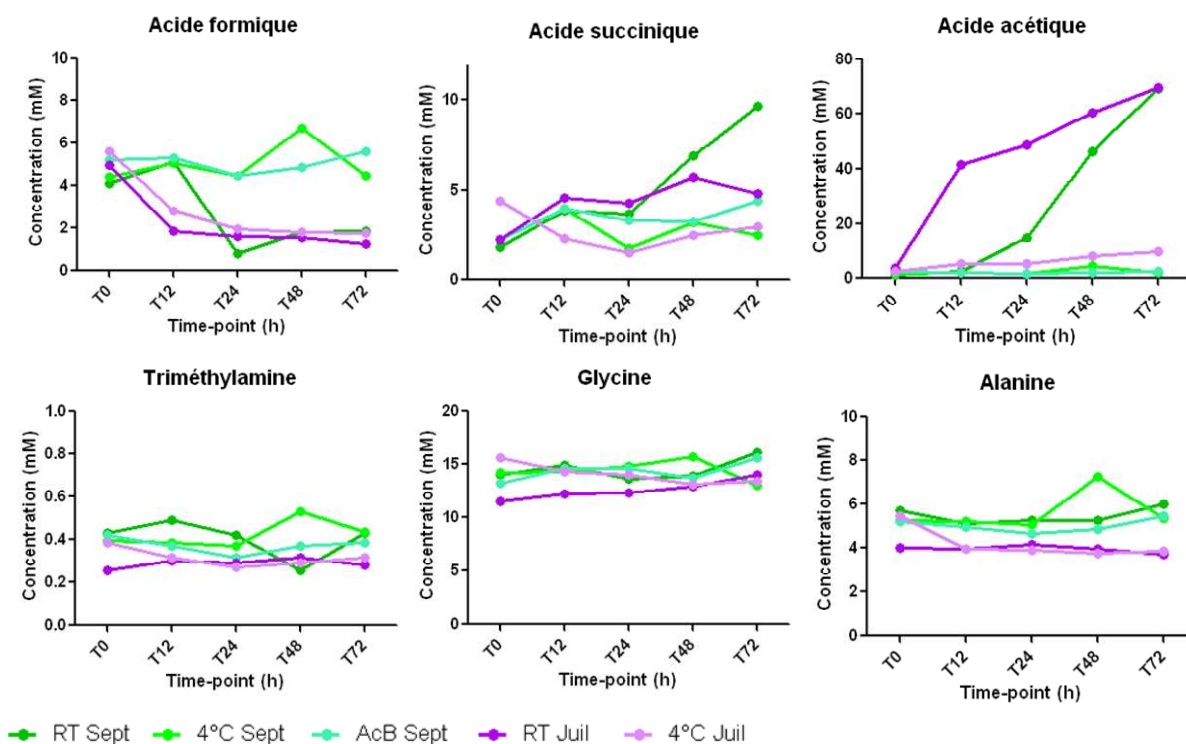 Acide formique
Concentration (mM)
10
8
6
4
2
0
T0
T12
T24
T48
T72
Time-point (h)
Acide succinique
Concentration (mM)
10
5
0
T0
T12
T24
T48
T72
Time-point (h)
Acide acétique
Concentration (mM)
80
60
40
20
0
T0
T12
T24
T48
T72
Time-point (h)
Triméthylamine
Concentration (mM)
1.0
0.8
0.6
0.4
0.2
0.0
T0
T12
T24
T48
T72
Time-point (h)
Glycine
Concentration (mM)
20
15
10
5
0
T0
T12
T24
T48
T72
Time-point (h)
Alanine
Concentration (mM)
10
8
6
4
2
0
T0
T12
T24
T48
T72
Time-point (h)
RT Sept 4°C Sept AcB Sept RT Juil 4°C Juil